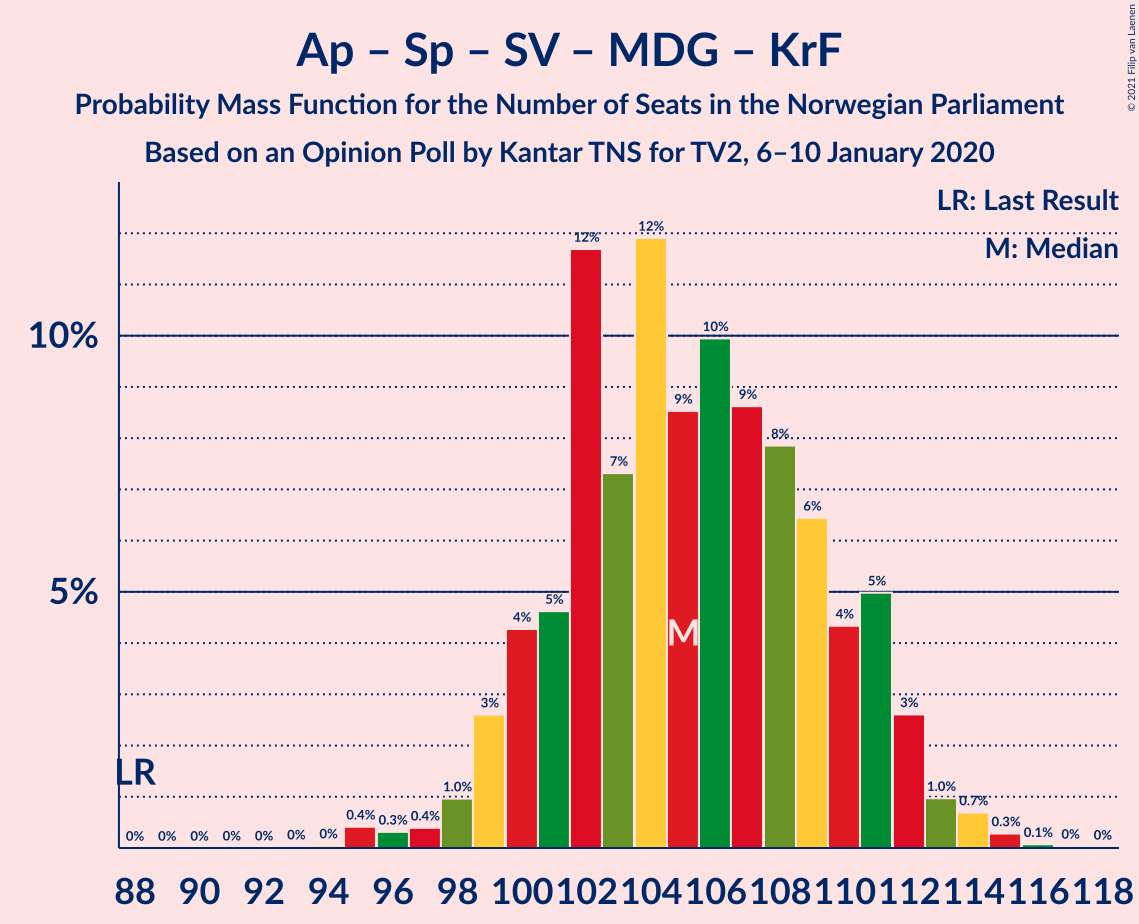 Ap – Sp – SV – MDG – KrF
Probability Mass Function for the Number of Seats in the Norwegian Parliament
Based on an Opinion Poll by Kantar TNS for TV2, 6–10 January 2020
© 2021 Filip van Laenen
LR: Last Result
M: Median
10%
5%
LR
M
0% 0% 0% 0% 0% 0% 0% 0.4% 0.3% 0.4% 1.0% 3% 4% 5% 12% 7% 12% 9% 10% 9% 8% 6% 4% 5% 3% 1.0% 0.7% 0.3% 0.1% 0% 0%
88 90 92 94 96 98 100 102 104 106 108 110 112 114 116 118